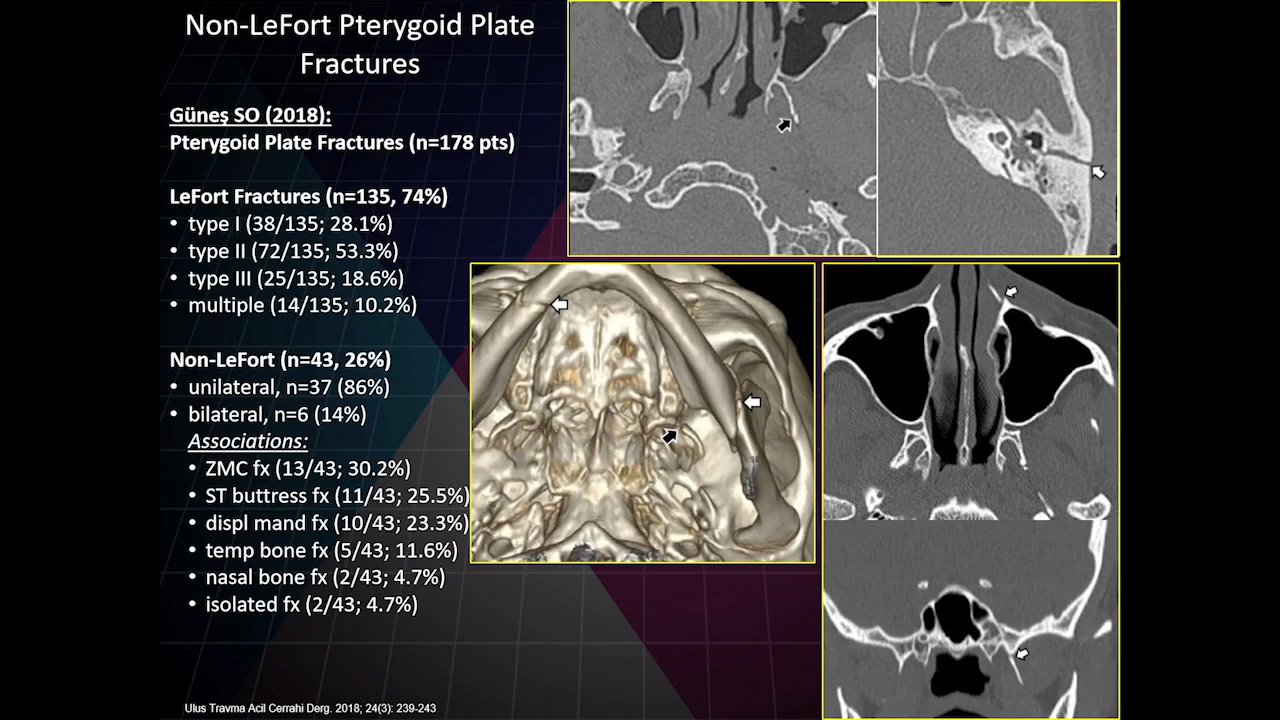 Non-LeFort Pterygoid Plate
Fractures
Güneş SO (2018):
Pterygoid Plate Fractures (n=178 pts)
LeFort Fractures (n=135, 74%)
• type I (38/135; 28.1%)
• type II (72/135; 53.3%)
• type III (25/135; 18.6%)
• multiple (14/135; 10.2%)
Non-LeFort (n=43, 26%)
• unilateral, n=37 (86%)
• bilateral, n=6 (14%)
Associations:
• ZMC fx (13/43; 30.2%)
• ST buttress fx (11/43; 25.5%)
• displ mand fx (10/43; 23.3%)
• temp bone fx (5/43; 11.6%)
• nasal bone fx (2/43; 4.7%)
• isolated fx (2/43; 4.7%)
Ulus Travma Acil Cerrahi Derg. 2018; 24(3): 239-243